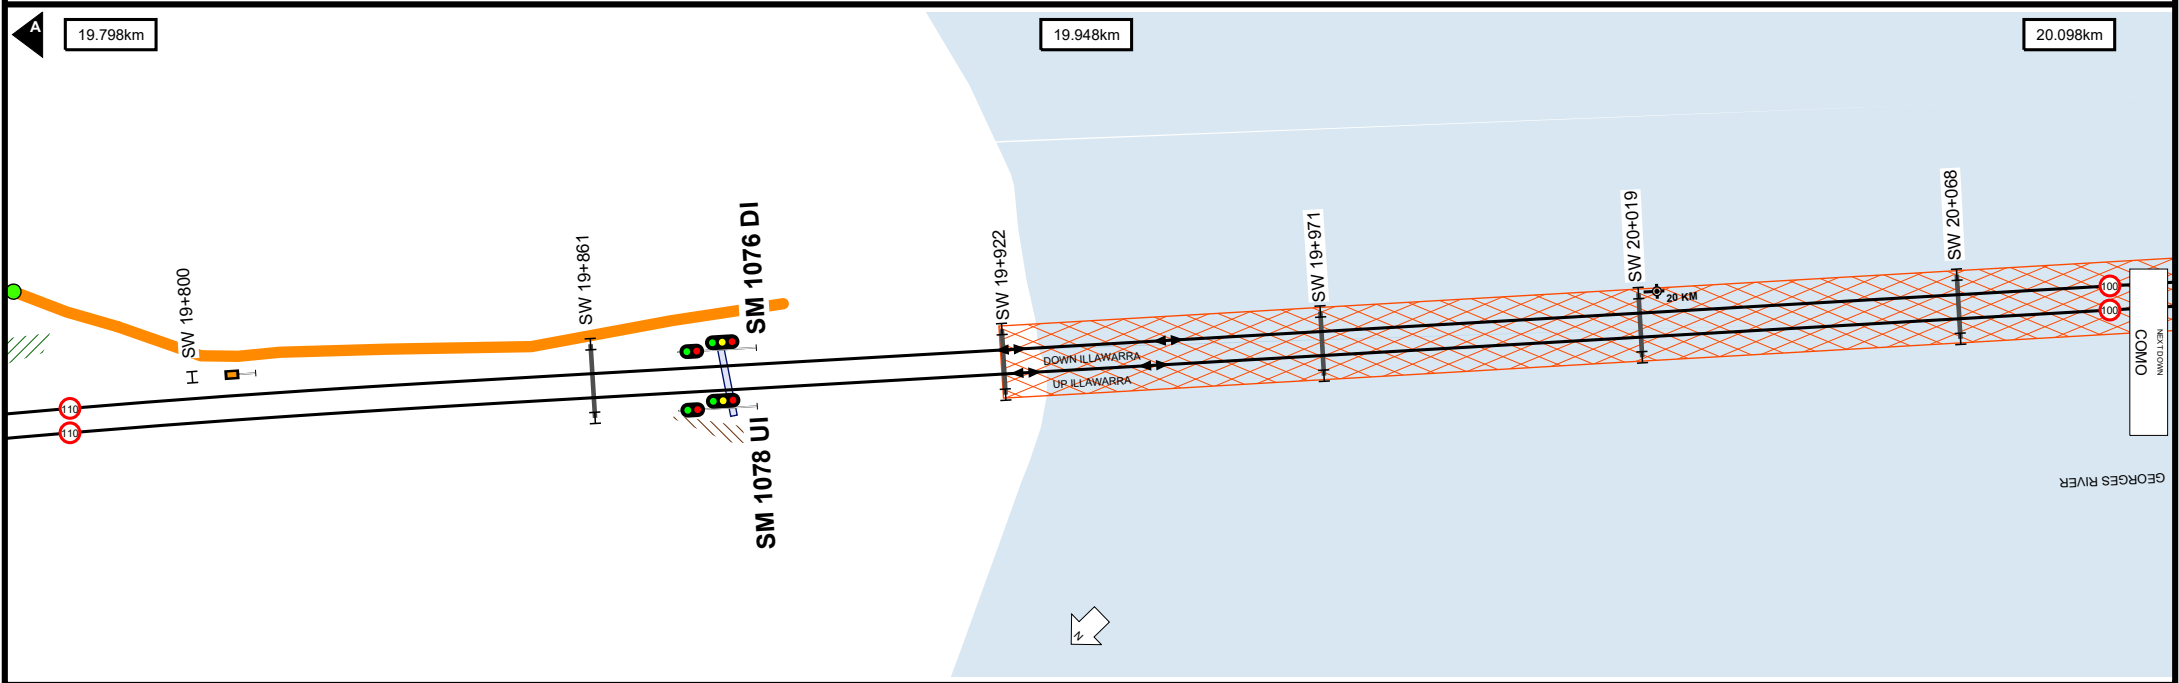 A
19.798km
19.948km
20.098km
SW 19+800
SW 19+861
SM 1076 DI
SM 1078 UI
SW 19+922
SW 19+971
SW 20+019
SW 20+068
20 KM
DOWN ILLAWARRA
UP ILLAWARRA
110
110
100
100
NEXT DOWN
COMO
GEORGES RIVER
N